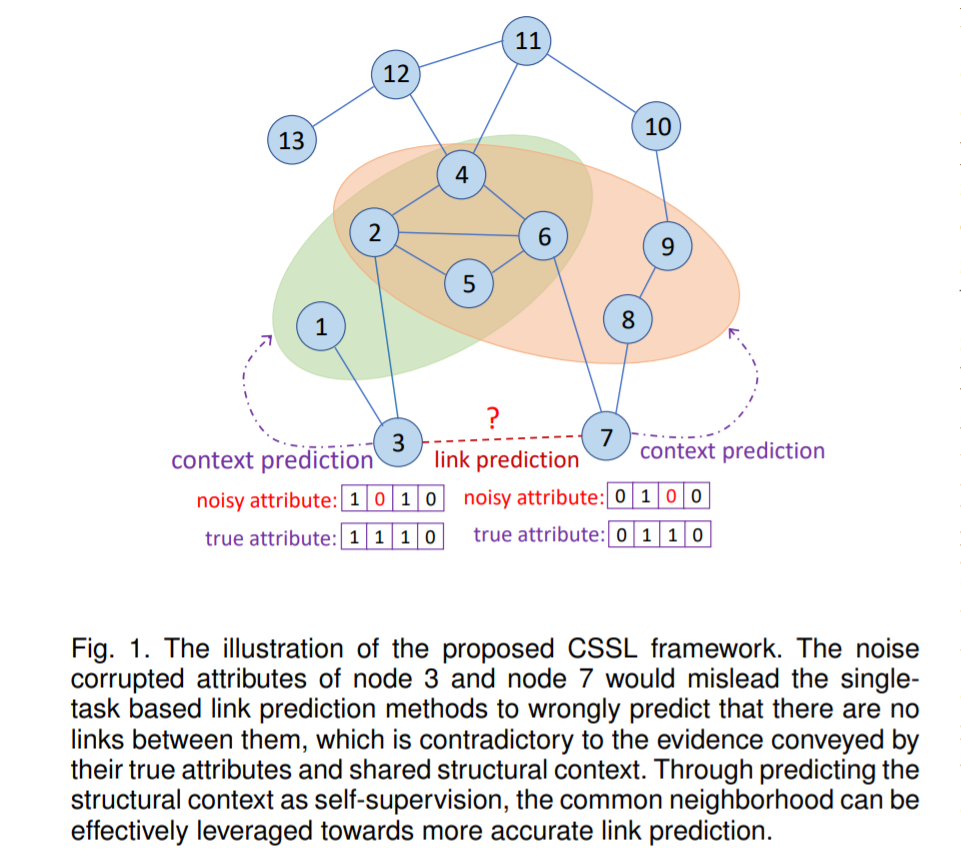 11
12
10
13
4
2
6
9
5
8
1
?
3
7
context prediction
link prediction
context prediction
noisy attribute: 1 0 1 0
noisy attribute: 0 1 0 0
true attribute: 1 1 1 0
true attribute: 0 1 1 0
Fig. 1. The illustration of the proposed CSSL framework. The noise
corrupted attributes of node 3 and node 7 would mislead the single-
task based link prediction methods to wrongly predict that there are no
links between them, which is contradictory to the evidence conveyed by
their true attributes and shared structural context. Through predicting the
structural context as self-supervision, the common neighborhood can be
effectively leveraged towards more accurate link prediction.